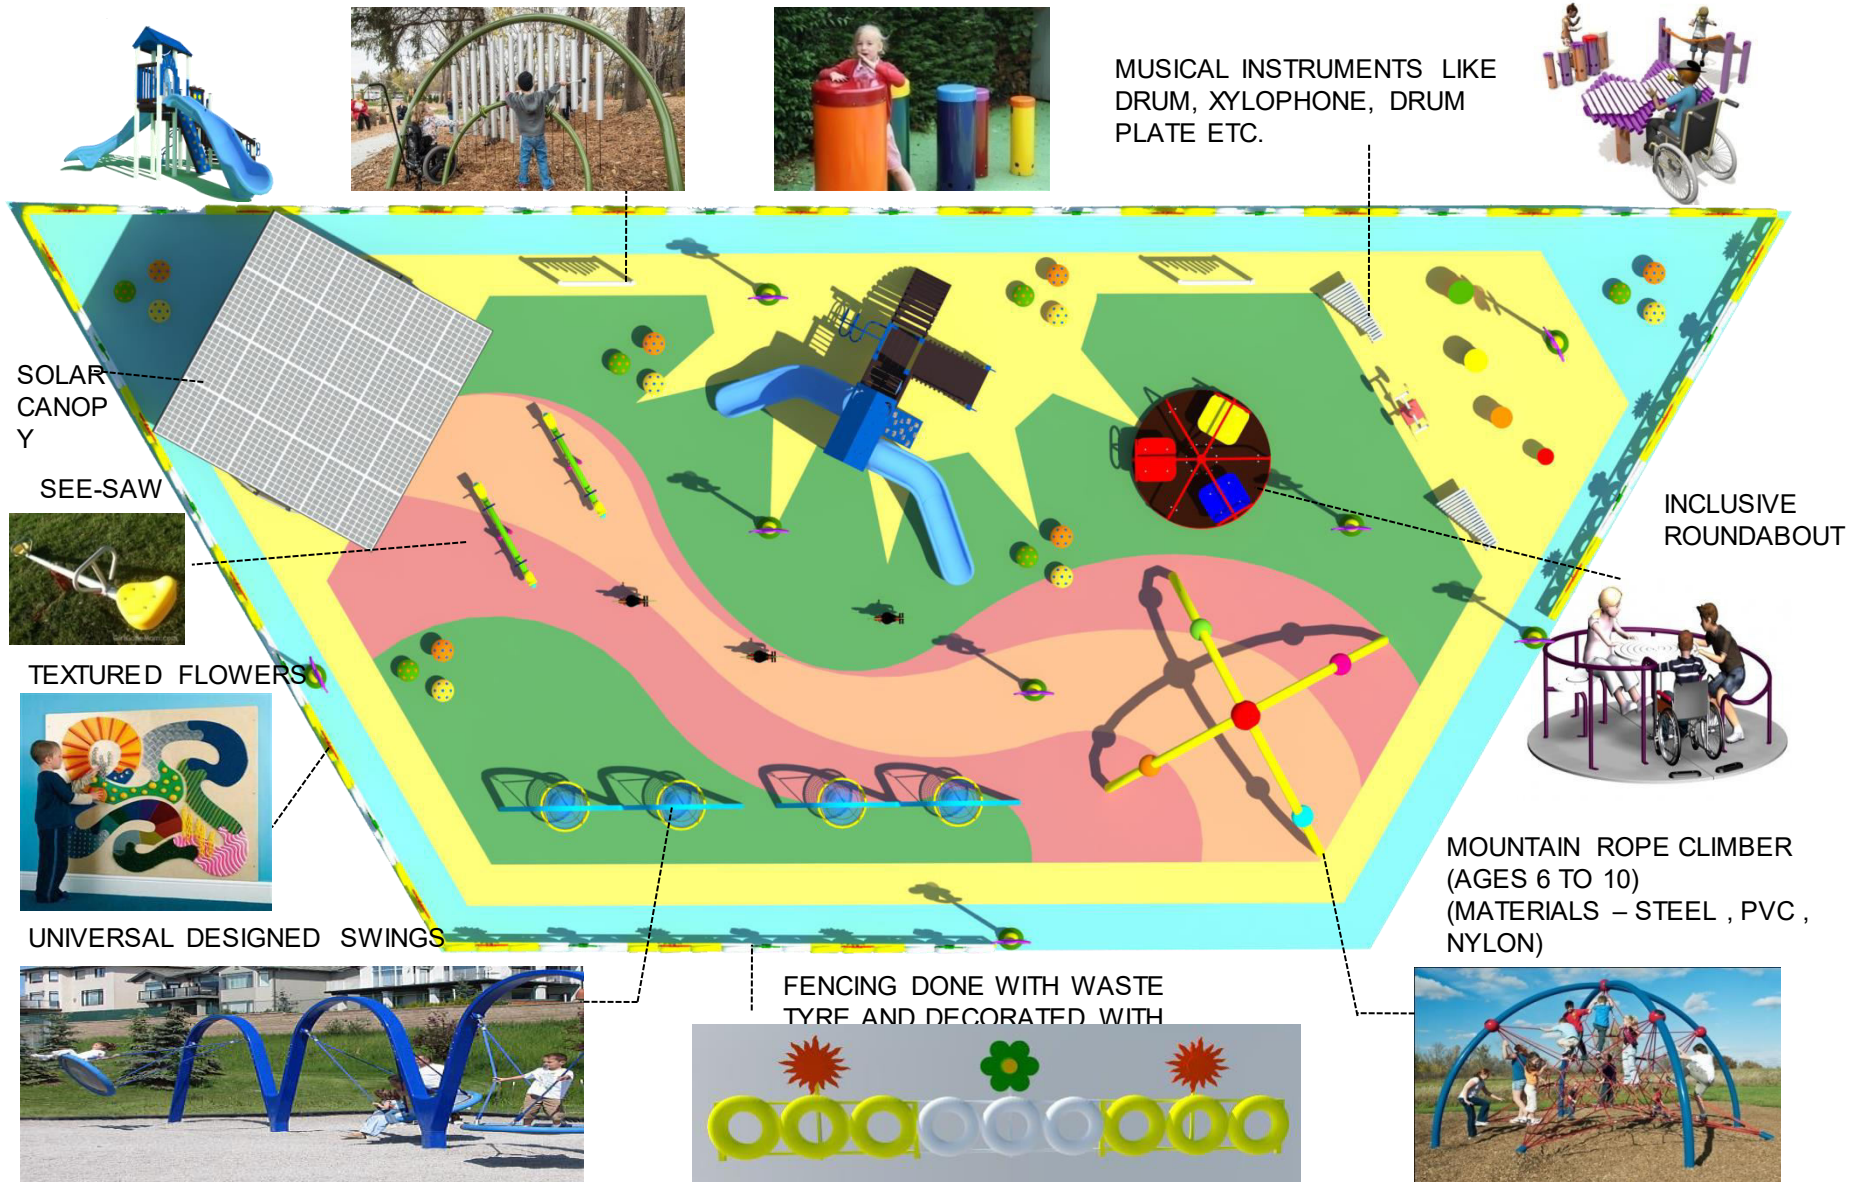 MUSICAL INSTRUMENTS LIKE
DRUM, XYLOPHONE, DRUM
PLATE ETC.
SOLAR
CANOP
Y
SEE-SAW
INCLUSIVE
ROUNDABOUT
TEXTURED FLOWERS
MOUNTAIN ROPE CLIMBER
(AGES 6 TO 10)
(MATERIALS – STEEL , PVC ,
NYLON)
UNIVERSAL DESIGNED SWINGS
FENCING DONE WITH WASTE
TYRE AND DECORATED WITH